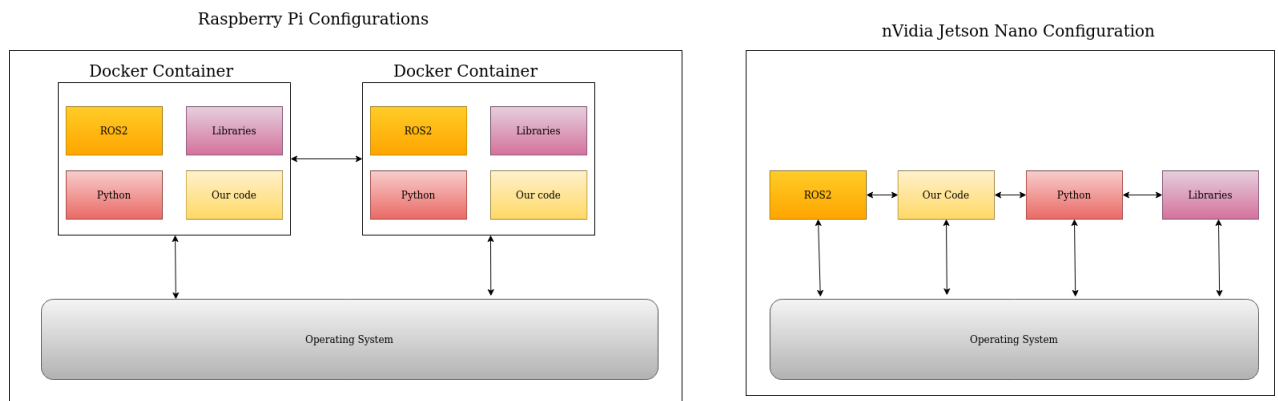 Raspberry Pi Configurations
Docker Container
Docker Container
ROS2
Libraries
Python
Our code
ROS2
Libraries
Python
Our code
Operating System
nVidia Jetson Nano Configuration
ROS2
Our Code
Python
Libraries
Operating System